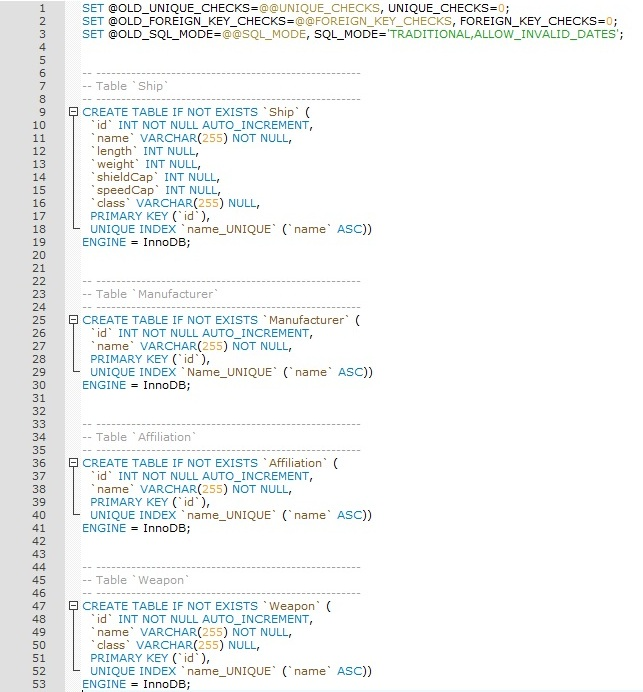 1 SET @OLD_UNIQUE_CHECKS=@@UNIQUE_CHECKS, UNIQUE_CHECKS=0;
2 SET @OLD_FOREIGN_KEY_CHECKS=@@FOREIGN_KEY_CHECKS, FOREIGN_KEY_CHECKS=0;
3 SET @OLD_SQL_MODE=@@SQL_MODE, SQL_MODE='TRADITIONAL,ALLOW_INVALID_DATES';
4
5
6 -- -----------------------------------------------------
7 -- Table `Ship`
8 -- -----------------------------------------------------
9 CREATE TABLE IF NOT EXISTS `Ship` (
10 `id` INT NOT NULL AUTO_INCREMENT,
11 `name` VARCHAR(255) NOT NULL,
12 `length` INT NULL,
13 `weight` INT NULL,
14 `shieldCap` INT NULL,
15 `speedCap` INT NULL,
16 `class` VARCHAR(255) NULL,
17 PRIMARY KEY (`id`),
18 UNIQUE INDEX `name_UNIQUE` (`name` ASC))
19 ENGINE = InnoDB;
20
21
22 -- -----------------------------------------------------
23 -- Table `Manufacturer`
24 -- -----------------------------------------------------
25 CREATE TABLE IF NOT EXISTS `Manufacturer` (
26 `id` INT NOT NULL AUTO_INCREMENT,
27 `name` VARCHAR(255) NOT NULL,
28 PRIMARY KEY (`id`),
29 UNIQUE INDEX `Name_UNIQUE` (`name` ASC))
30 ENGINE = InnoDB;
31
32
33 -- -----------------------------------------------------
34 -- Table `Affiliation`
35 -- -----------------------------------------------------
36 CREATE TABLE IF NOT EXISTS `Affiliation` (
37 `id` INT NOT NULL AUTO_INCREMENT,
38 `name` VARCHAR(255) NOT NULL,
39 PRIMARY KEY (`id`),
40 UNIQUE INDEX `name_UNIQUE` (`name` ASC))
41 ENGINE = InnoDB;
42
43
44 -- -----------------------------------------------------
45 -- Table `Weapon`
46 -- -----------------------------------------------------
47 CREATE TABLE IF NOT EXISTS `Weapon` (
48 `id` INT NOT NULL AUTO_INCREMENT,
49 `name` VARCHAR(255) NOT NULL,
50 `class` VARCHAR(255) NULL,
51 PRIMARY KEY (`id`),
52 UNIQUE INDEX `name_UNIQUE` (`name` ASC))
53 ENGINE = InnoDB;